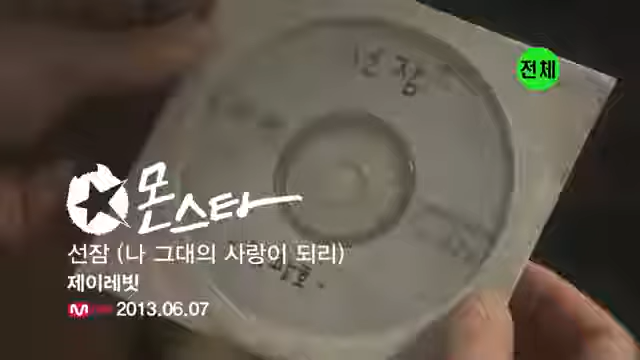 전체
선잠
몬스타
선잠 (나 그대의 사랑이 되리)
제이레빗
2013.06.07